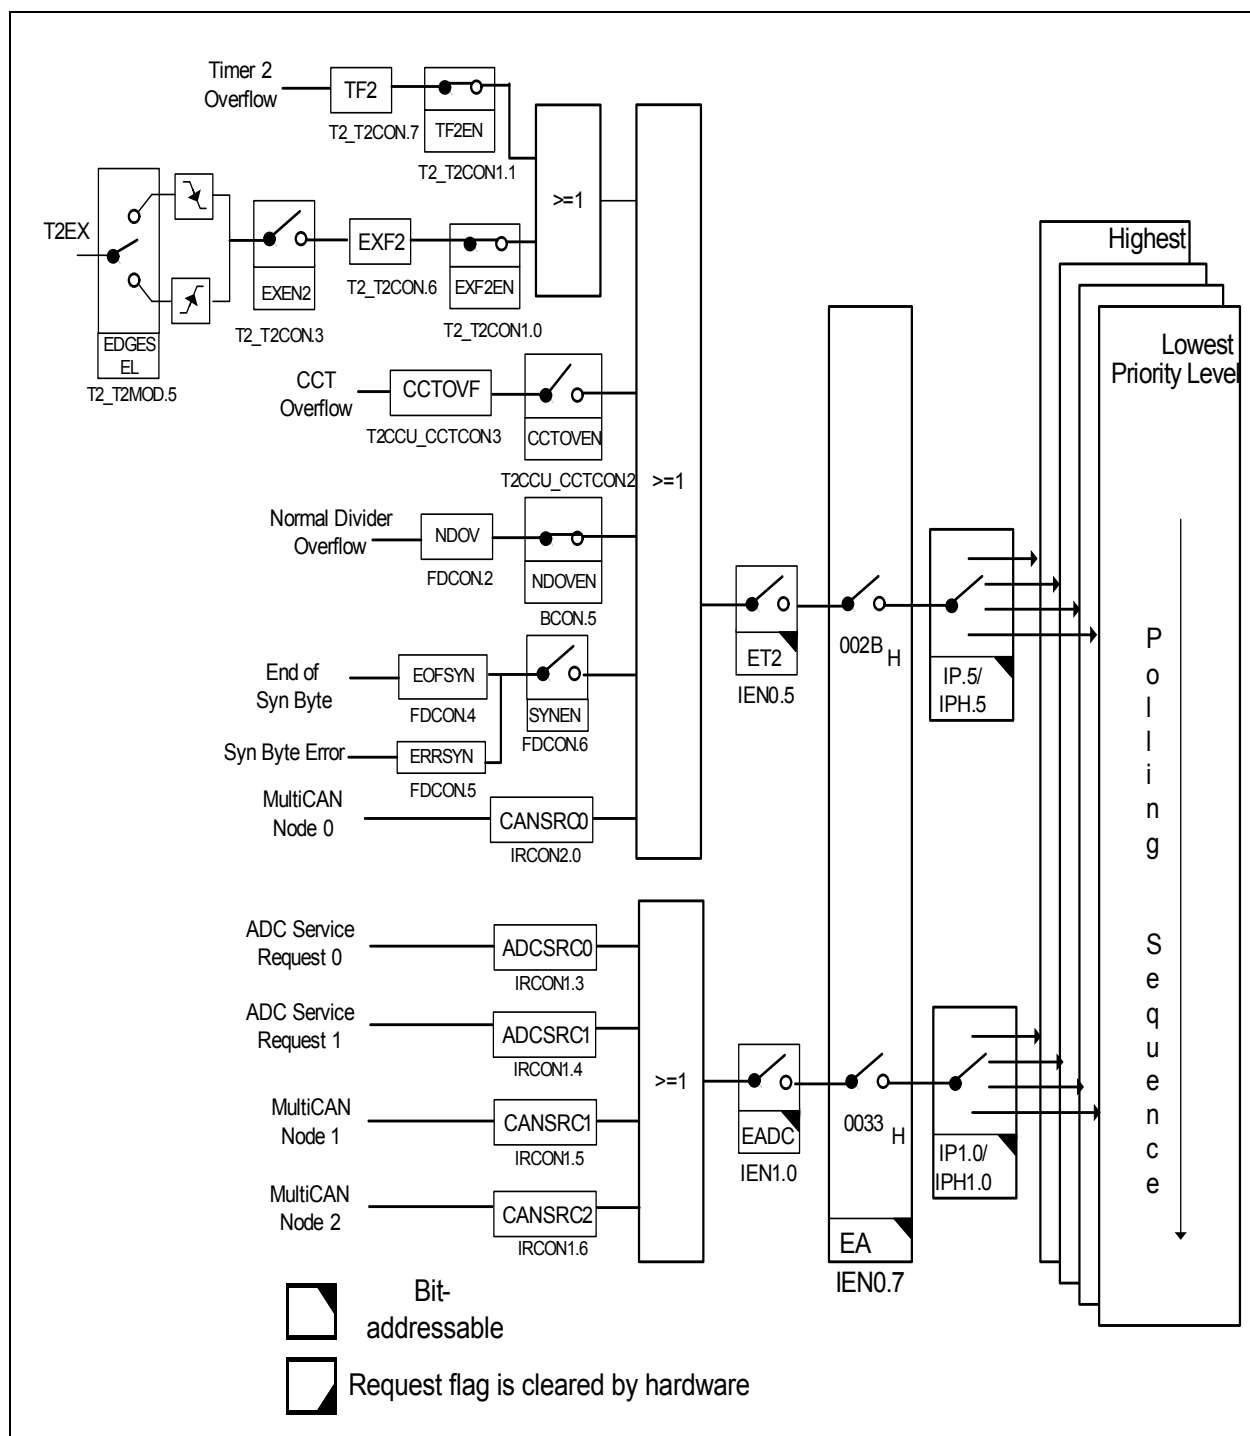 Timer 2
Overflow
TF2
T2_T2CON.7
TF2EN
T2_T2CON1.1
>=1
T2EX
EDGES
EL
T2_T2MOD.5
EXEN2
T2_T2CON.3
EXF2
T2_T2CON.6
EXF2EN
T2_T2CON1.0
CCT
Overflow
CCTOVF
T2CCU_CCTCON.3
CCTOVEN
T2CCU_CCTCON.2
>=1
Normal Divider
Overflow
NDOV
FDCON.2
NDOVEN
BCON.5
End of
Syn Byte
EOFSYN
FDCON.4
SYNEN
FDCON.6
Syn Byte Error
ERRSYN
FDCON.5
MultiCAN
Node 0
CANSRC0
IRCON2.0
ET2
IEN0.5
002B H
IP.5/
IPH.5
Highest
Lowest
Priority Level
Polling
Sequence
ADC Service
Request 0
ADCSRC0
IRCON1.3
ADC Service
Request 1
ADCSRC1
IRCON1.4
MultiCAN
Node 1
CANSRC1
IRCON1.5
MultiCAN
Node 2
CANSRC2
IRCON1.6
>=1
EADC
IEN1.0
0033 H
IP1.0/
IPH1.0
EA
IEN0.7
Bit-
addressable
Request flag is cleared by hardware